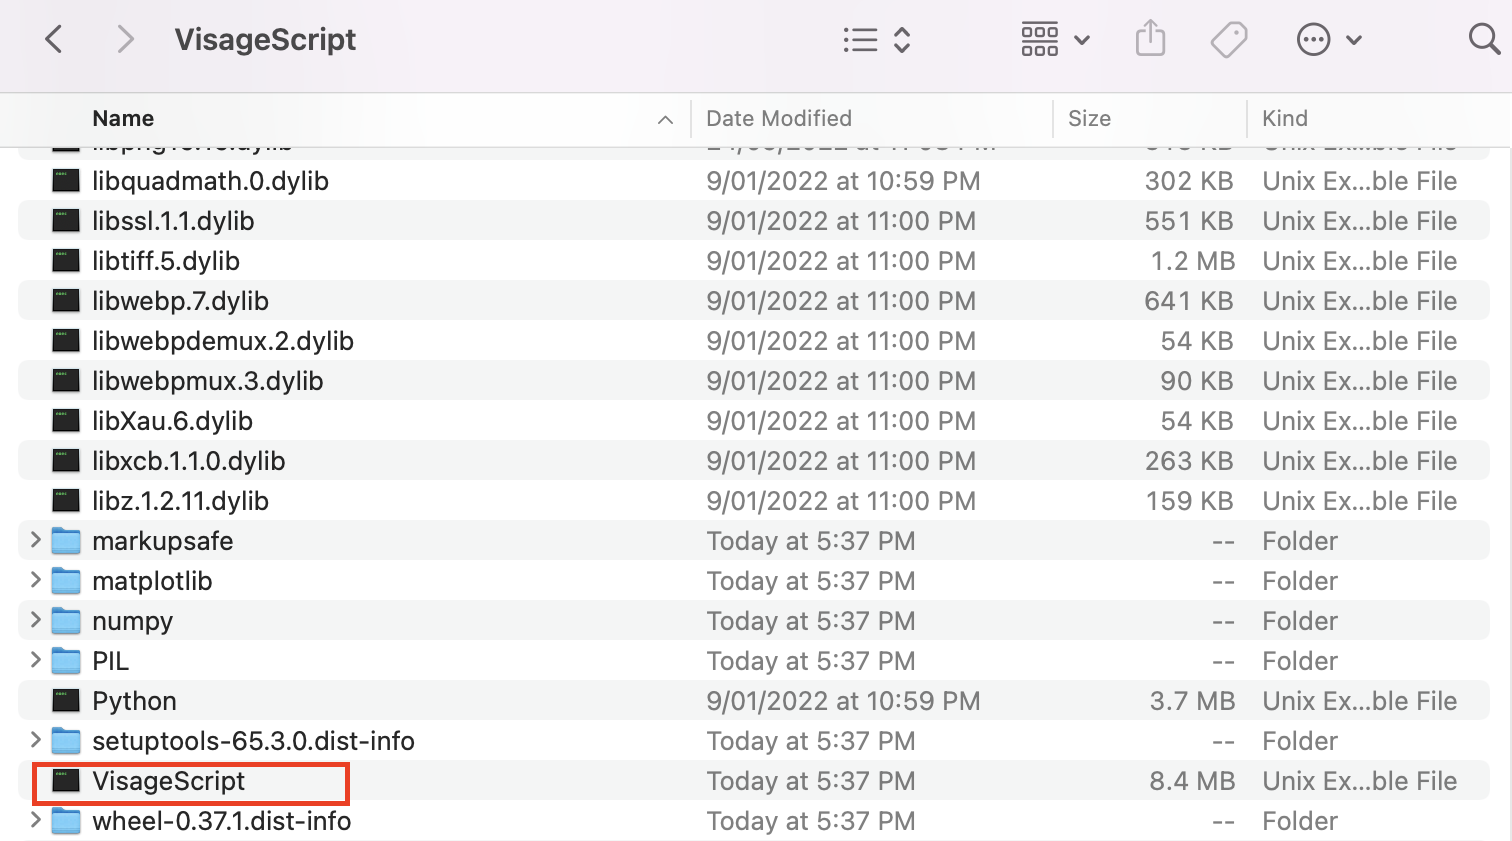 VisageScript
Name Date Modified Size Kind
libquadmath.0.dylib 9/01/2022 at 10:59 PM 302 KB Unix Ex...ble File
libssl.1.1.dylib 9/01/2022 at 11:00 PM 551 KB Unix Ex...ble File
libtiff.5.dylib 9/01/2022 at 11:00 PM 1.2 MB Unix Ex...ble File
libwebp.7.dylib 9/01/2022 at 11:00 PM 641 KB Unix Ex...ble File
libwebpdemux.2.dylib 9/01/2022 at 11:00 PM 54 KB Unix Ex...ble File
libwebpmux.3.dylib 9/01/2022 at 11:00 PM 90 KB Unix Ex...ble File
libXau.6.dylib 9/01/2022 at 11:00 PM 54 KB Unix Ex...ble File
libxcb.1.1.0.dylib 9/01/2022 at 11:00 PM 263 KB Unix Ex...ble File
libz.1.2.11.dylib 9/01/2022 at 11:00 PM 159 KB Unix Ex...ble File
markupsafe Today at 5:37 PM -- Folder
matplotlib Today at 5:37 PM -- Folder
numpy Today at 5:37 PM -- Folder
PIL Today at 5:37 PM -- Folder
Python 9/01/2022 at 10:59 PM 3.7 MB Unix Ex...ble File
setuptools-65.3.0.dist-info Today at 5:37 PM -- Folder
VisageScript Today at 5:37 PM 8.4 MB Unix Ex...ble File
wheel-0.37.1.dist-info Today at 5:37 PM -- Folder